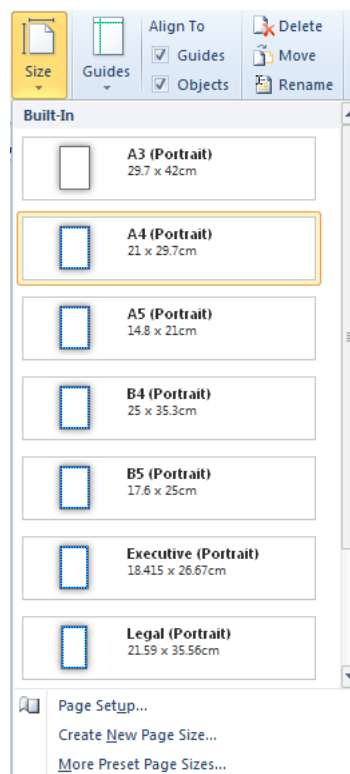 Size
Guides
Align To
Guides
Objects
Delete
Move
Rename
Built-In
A3 (Portrait)
29.7 x 42cm
A4 (Portrait)
21 x 29.7cm
A5 (Portrait)
14.8 x 21cm
B4 (Portrait)
25 x 35.3cm
B5 (Portrait)
17.6 x 25cm
Executive (Portrait)
18.415 x 26.67cm
Legal (Portrait)
21.59 x 35.56cm
Page Setup...
Create New Page Size...
More Preset Page Sizes...